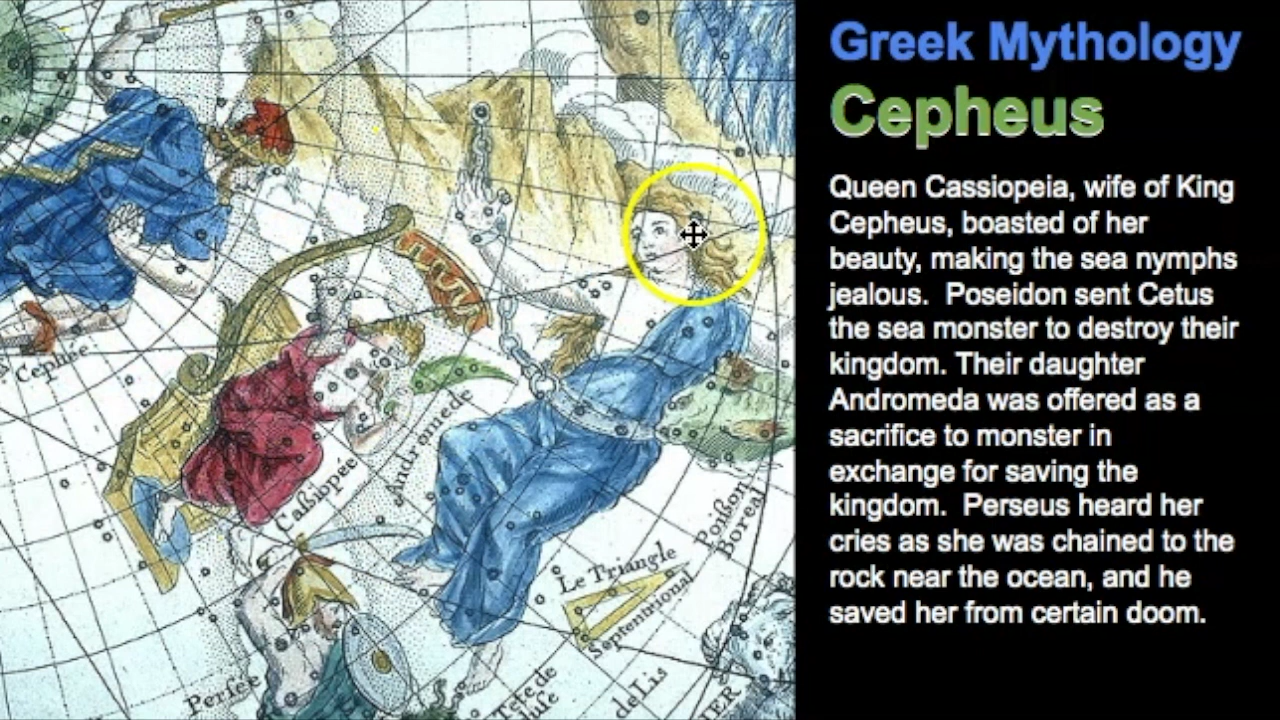 Greek Mythology
Cepheus
Queen Cassiopeia, wife of King
Cepheus, boasted of her
beauty, making the sea nymphs
jealous.  Poseidon sent Cetus
the sea monster to destroy their
kingdom. Their daughter
Andromeda was offered as a
sacrifice to monster in
exchange for saving the
kingdom.  Perseus heard her
cries as she was chained to the
rock near the ocean, and he
saved her from certain doom.
Cephée
Cassiopée
Andromede
Poisson
Boreal
Le Triangle
Septentrional
Persée
Tete de
de Lis